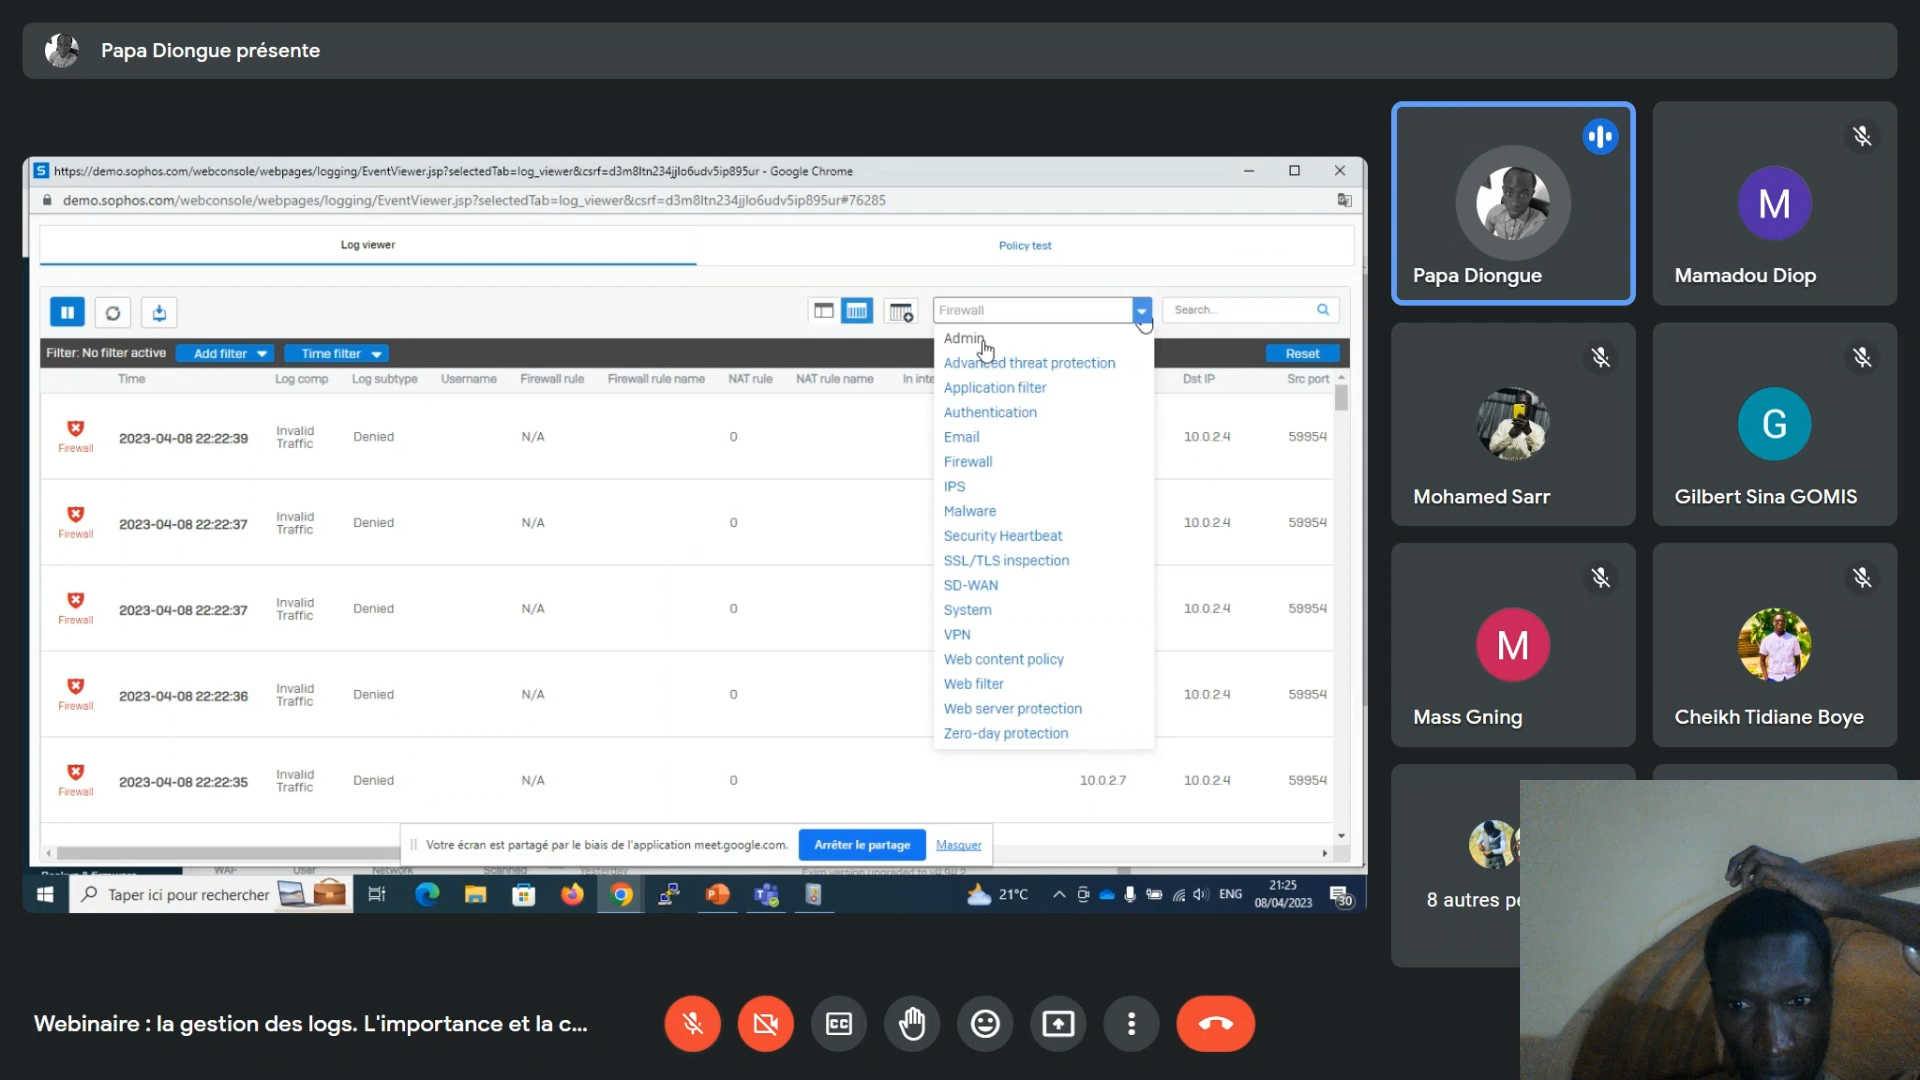 Papa Diongue présente
https://demo.sophos.com/webconsole/webpages/logging/EventViewer.jsp?selectedTab=log_viewer&csrf=d3m8ltn234jjlo6udv5ip895ur - Google Chrome
demo.sophos.com/webconsole/webpages/logging/EventViewer.jsp?selectedTab=log_viewer&csrf=d3m8ltn234jjlo6udv5ip895ur#76285
Log viewer
Policy test
Firewall
Search...
Filter: No filter active
Add filter
Time filter
Reset
Time Log comp Log subtype Username Firewall rule Firewall rule name NAT rule NAT rule name In inte Dst IP Src port
Firewall 2023-04-08 22:22:39 Invalid Traffic Denied N/A 0 10.0.2.4 59954
Firewall 2023-04-08 22:22:37 Invalid Traffic Denied N/A 0 10.0.2.4 59954
Firewall 2023-04-08 22:22:37 Invalid Traffic Denied N/A 0 10.0.2.4 59954
Firewall 2023-04-08 22:22:36 Invalid Traffic Denied N/A 0 10.0.2.4 59954
Firewall 2023-04-08 22:22:35 Invalid Traffic Denied N/A 0 10.0.2.7 10.0.2.4 59954
Admin
Advanced threat protection
Application filter
Authentication
Email
Firewall
IPS
Malware
Security Heartbeat
SSL/TLS inspection
SD-WAN
System
VPN
Web content policy
Web filter
Web server protection
Zero-day protection
Votre écran est partagé par le biais de l'application meet.google.com.
Arrêter le partage
Masquer
WAF User Network Scanned Yesterday
Taper ici pour rechercher
21°C
ENG
21:25
08/04/2023
30
Papa Diongue
M
Mamadou Diop
Mohamed Sarr
G
Gilbert Sina GOMIS
M
Mass Gning
Cheikh Tidiane Boye
8 autres pe
Webinaire : la gestion des logs. L'importance et la c...
CC